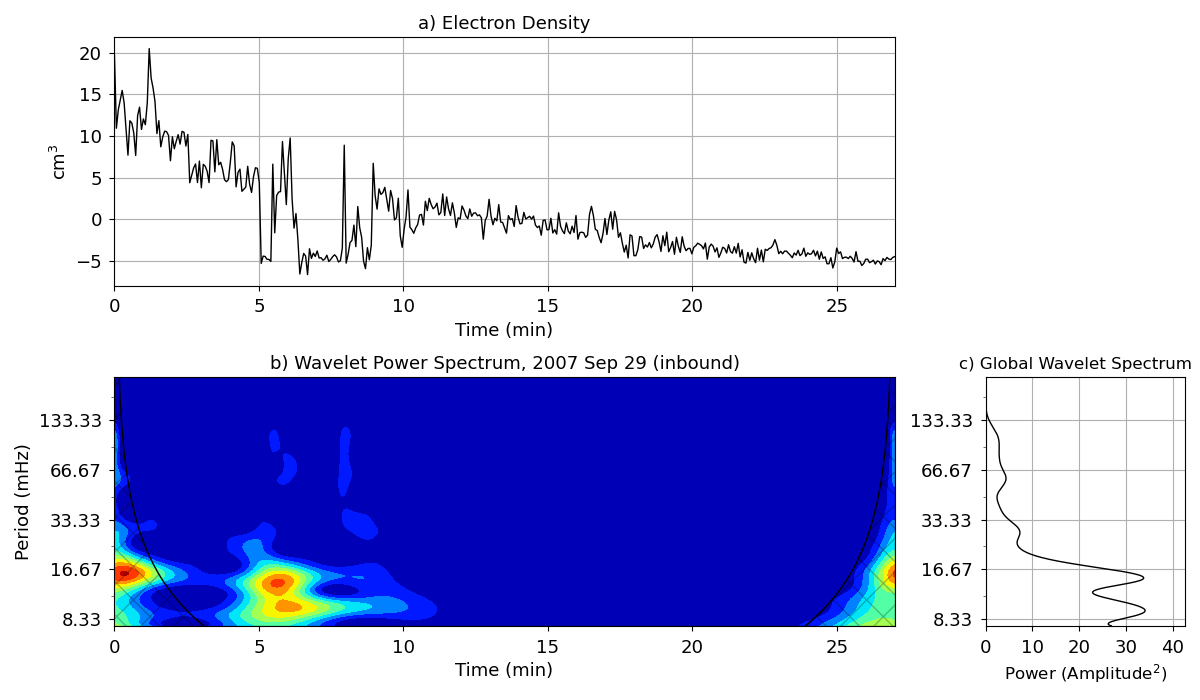 a) Electron Density
cm³
20
15
10
5
0
−5
0 5 10 15 20 25
Time (min)
b) Wavelet Power Spectrum, 2007 Sep 29 (inbound)
Period (mHz)
133.33
66.67
33.33
16.67
8.33
0 5 10 15 20 25
Time (min)
c) Global Wavelet Spectrum
133.33
66.67
33.33
16.67
8.33
0 10 20 30 40
Power (Amplitude²)